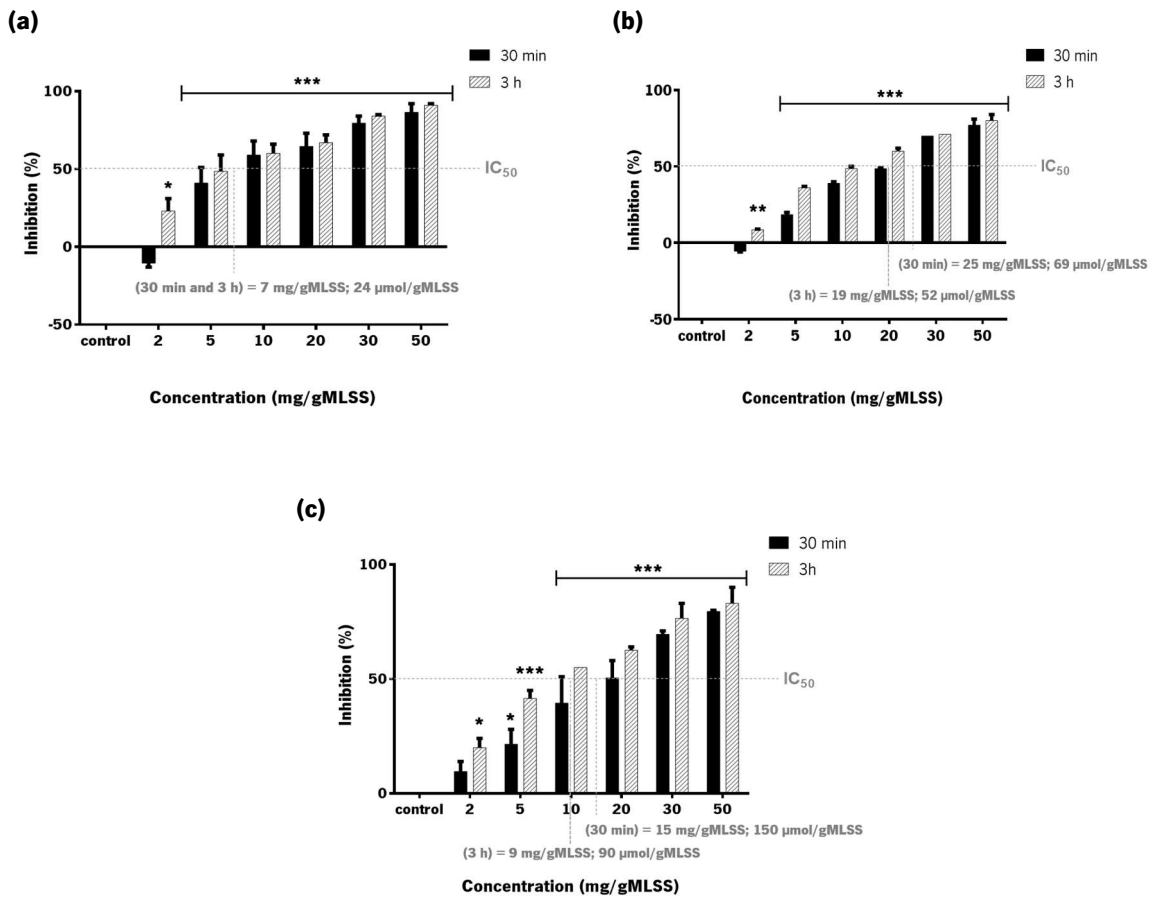 (a)
30 min
3 h
***
100
50
0
-50
Inhibition (%)
*
IC50
(30 min and 3 h) = 7 mg/gMLSS; 24 µmol/gMLSS
control 2 5 10 20 30 50
Concentration (mg/gMLSS)
(b)
30 min
3 h
***
100
50
0
-50
Inhibition (%)
**
IC50
(30 min) = 25 mg/gMLSS; 69 µmol/gMLSS
(3 h) = 19 mg/gMLSS; 52 µmol/gMLSS
control 2 5 10 20 30 50
Concentration (mg/gMLSS)
(c)
30 min
3h
***
100
50
0
Inhibition (%)
*
*
***
IC50
control 2 5 10 20 30 50
(30 min) = 15 mg/gMLSS; 150 µmol/gMLSS
(3 h) = 9 mg/gMLSS; 90 µmol/gMLSS
Concentration (mg/gMLSS)